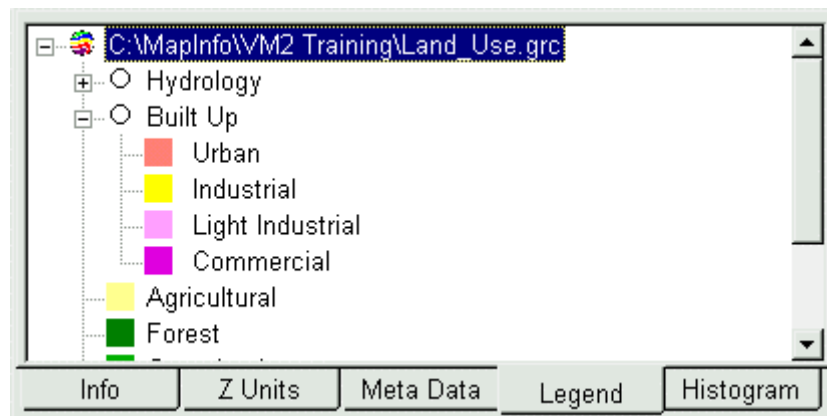 C:\MapInfo\VM2 Training\Land_Use.grc
Hydrology
Built Up
Urban
Industrial
Light Industrial
Commercial
Agricultural
Forest
Info
Z Units
Meta Data
Legend
Histogram